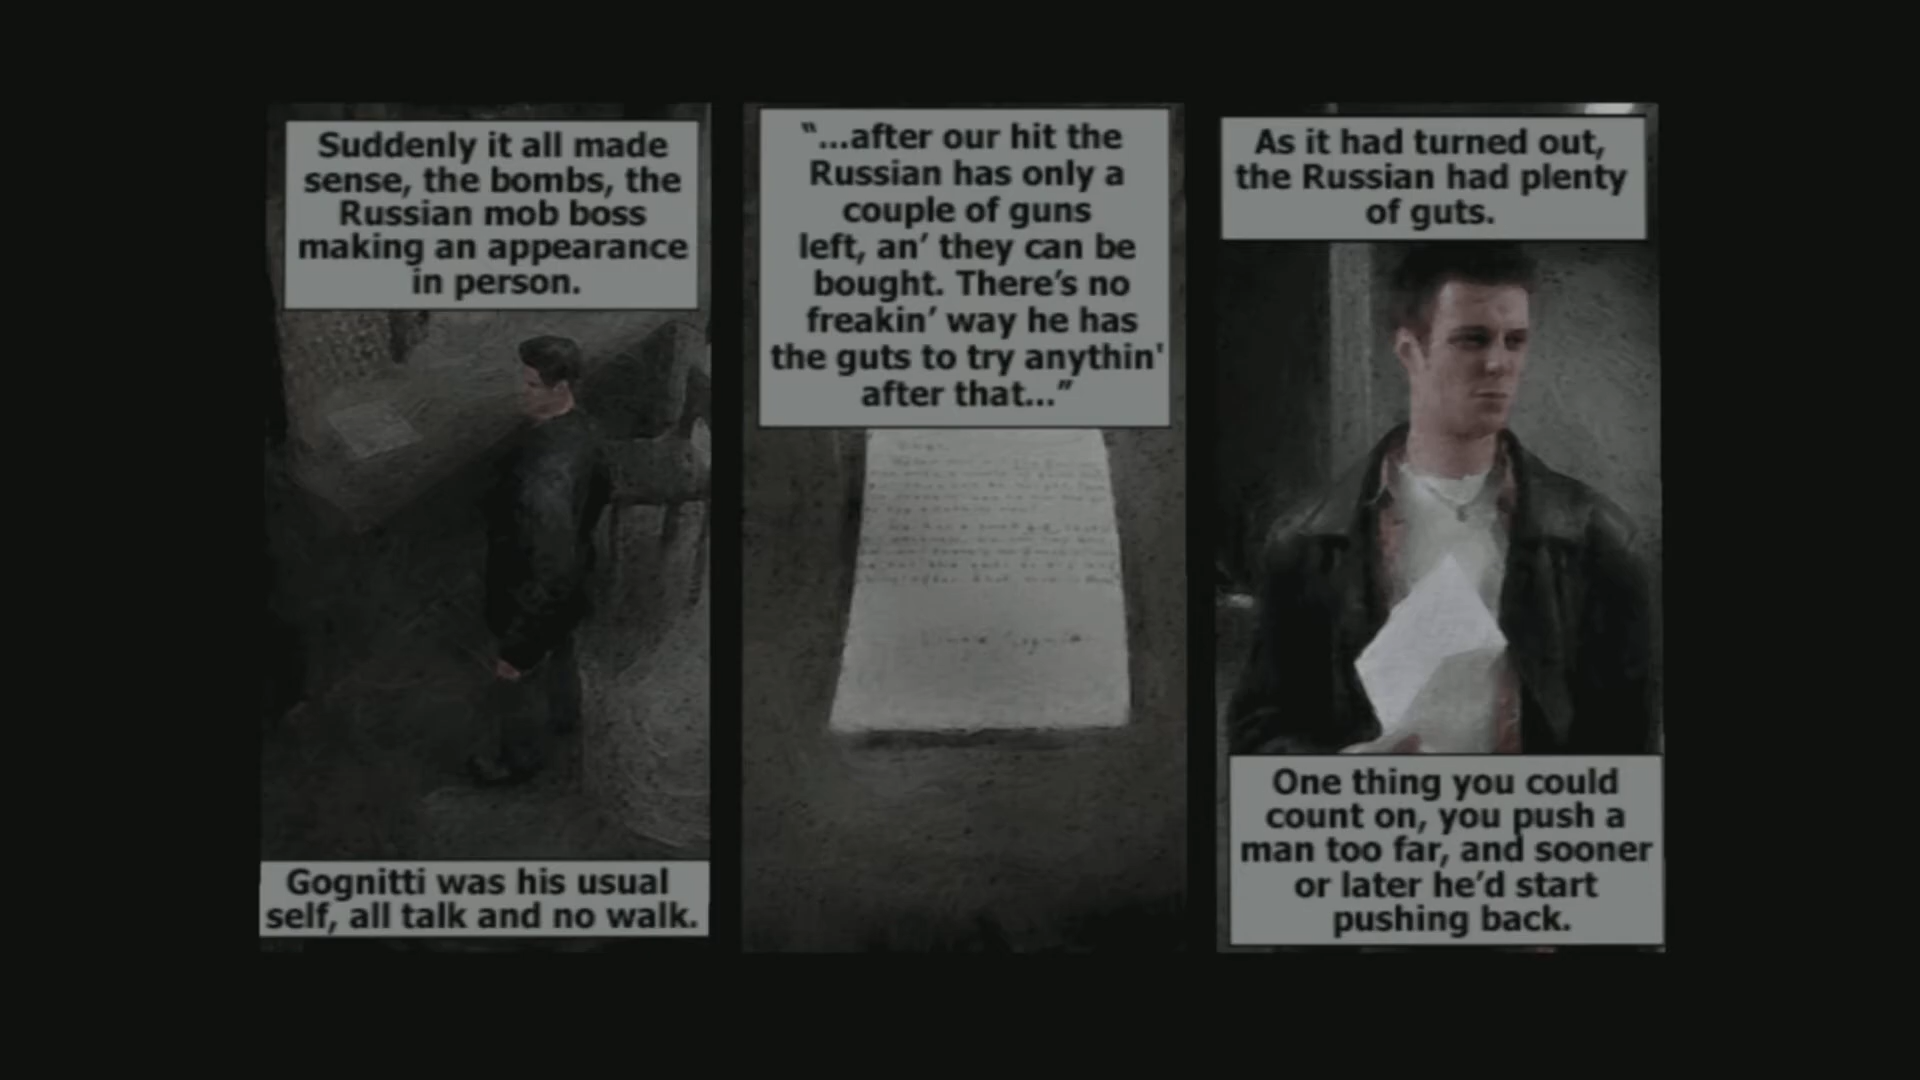 Suddenly it all made
sense, the bombs, the
Russian mob boss
making an appearance
in person.
Gognitti was his usual
self, all talk and no walk.
“...after our hit the
Russian has only a
couple of guns
left, an’ they can be
bought. There’s no
freakin’ way he has
the guts to try anythin'
after that...”
As it had turned out,
the Russian had plenty
of guts.
One thing you could
count on, you push a
man too far, and sooner
or later he’d start
pushing back.